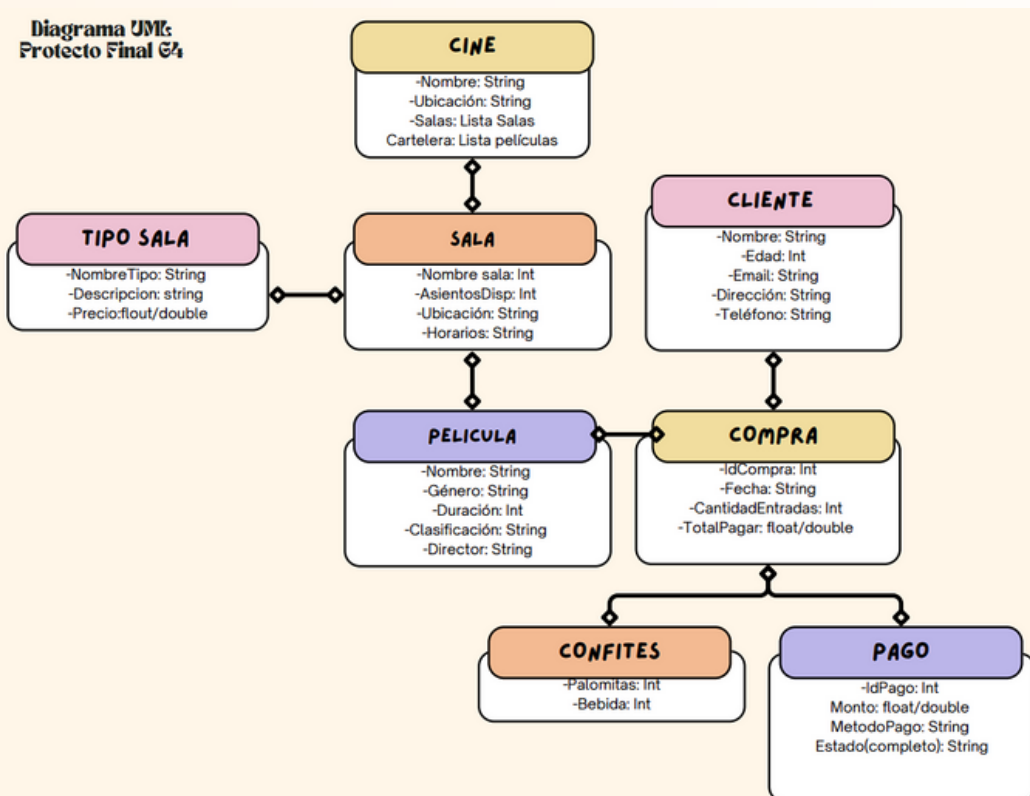 Diagrama UML:
Protecto Final G4
CINE
-Nombre: String
-Ubicación: String
-Salas: Lista Salas
Cartelera: Lista películas
TIPO SALA
-NombreTipo: String
-Descripcion: string
-Precio:flout/double
SALA
-Nombre sala: Int
-AsientosDisp: Int
-Ubicación: String
-Horarios: String
CLIENTE
-Nombre: String
-Edad: Int
-Email: String
-Dirección: String
-Teléfono: String
PELICULA
-Nombre: String
-Género: String
-Duración: Int
-Clasificación: String
-Director: String
COMPRA
-IdCompra: Int
-Fecha: String
-CantidadEntradas: Int
-TotalPagar: float/double
CONFITES
-Palomitas: Int
-Bebida: Int
PAGO
-IdPago: Int
Monto: float/double
MetodoPago: String
Estado(completo): String